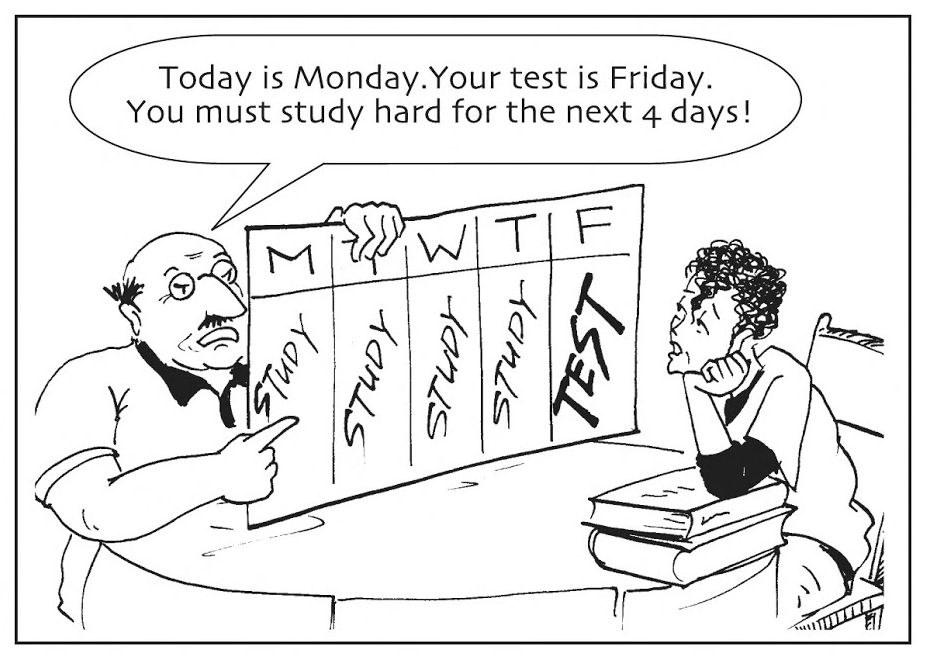 Today is Monday.Your test is Friday.
You must study hard for the next 4 days!
M T W T F
STUDY STUDY STUDY STUDY TEST